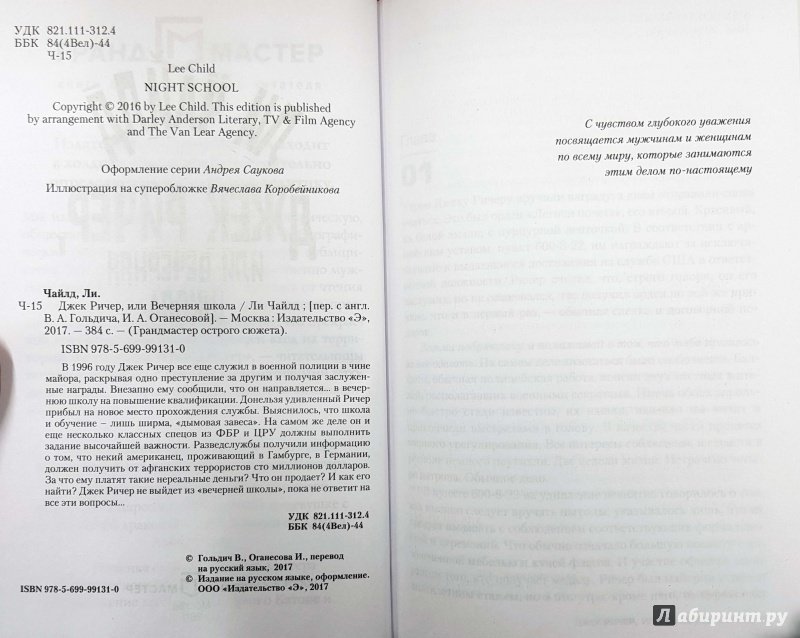 УДК 821.111-312.4
ББК 84(4Вел)-44
Ч-15
Lee Child
NIGHT SCHOOL
Copyright © 2016 by Lee Child. This edition is published
by arrangement with Darley Anderson Literary, TV & Film Agency
and The Van Lear Agency.
Оформление серии Андрея Саукова
Иллюстрация на суперобложке Вячеслава Коробейникова
Чайлд, Ли.
Ч-15 Джек Ричер, или Вечерняя школа / Ли Чайлд ; [пер. с англ.
В. А. Гольдича, И. А. Оганесовой]. — Москва : Издательство «Э»,
2017. — 384 с. — (Грандмастер острого сюжета).
ISBN 978-5-699-99131-0
В 1996 году Джек Ричер все еще служил в военной полиции в чине
майора, раскрывая одно преступление за другим и получая заслужен-
ные награды. Внезапно ему сообщили, что он направляется... в вечер-
нюю школу на повышение квалификации. Донельзя удивленный Ричер
прибыл на новое место прохождения службы. Выяснилось, что школа
и обучение – лишь ширма, «дымовая завеса». На самом же деле он и
еще несколько классных спецов из ФБР и ЦРУ должны выполнить
задание высочайшей важности. Разведслужбы получили информацию
о том, что некий американец, проживающий в Гамбурге, в Германии,
должен получить от афганских террористов сто миллионов долларов.
За что ему платят такие нереальные деньги? Что он продает? И как его
найти? Джек Ричер не выйдет из «вечерней школы», пока не ответит на
все эти вопросы...
УДК 821.111-312.4
ББК 84(4Вел)-44
© Гольдич В., Оганесова И., перевод
на русский язык, 2017
© Издание на русском языке, оформление.
ООО «Издательство «Э», 2017
ISBN 978-5-699-99131-0
С чувством глубокого уважения
посвящается мужчинам и женщинам
по всему миру, которые занимаются
этим делом по-настоящему
Лабиринт.ру